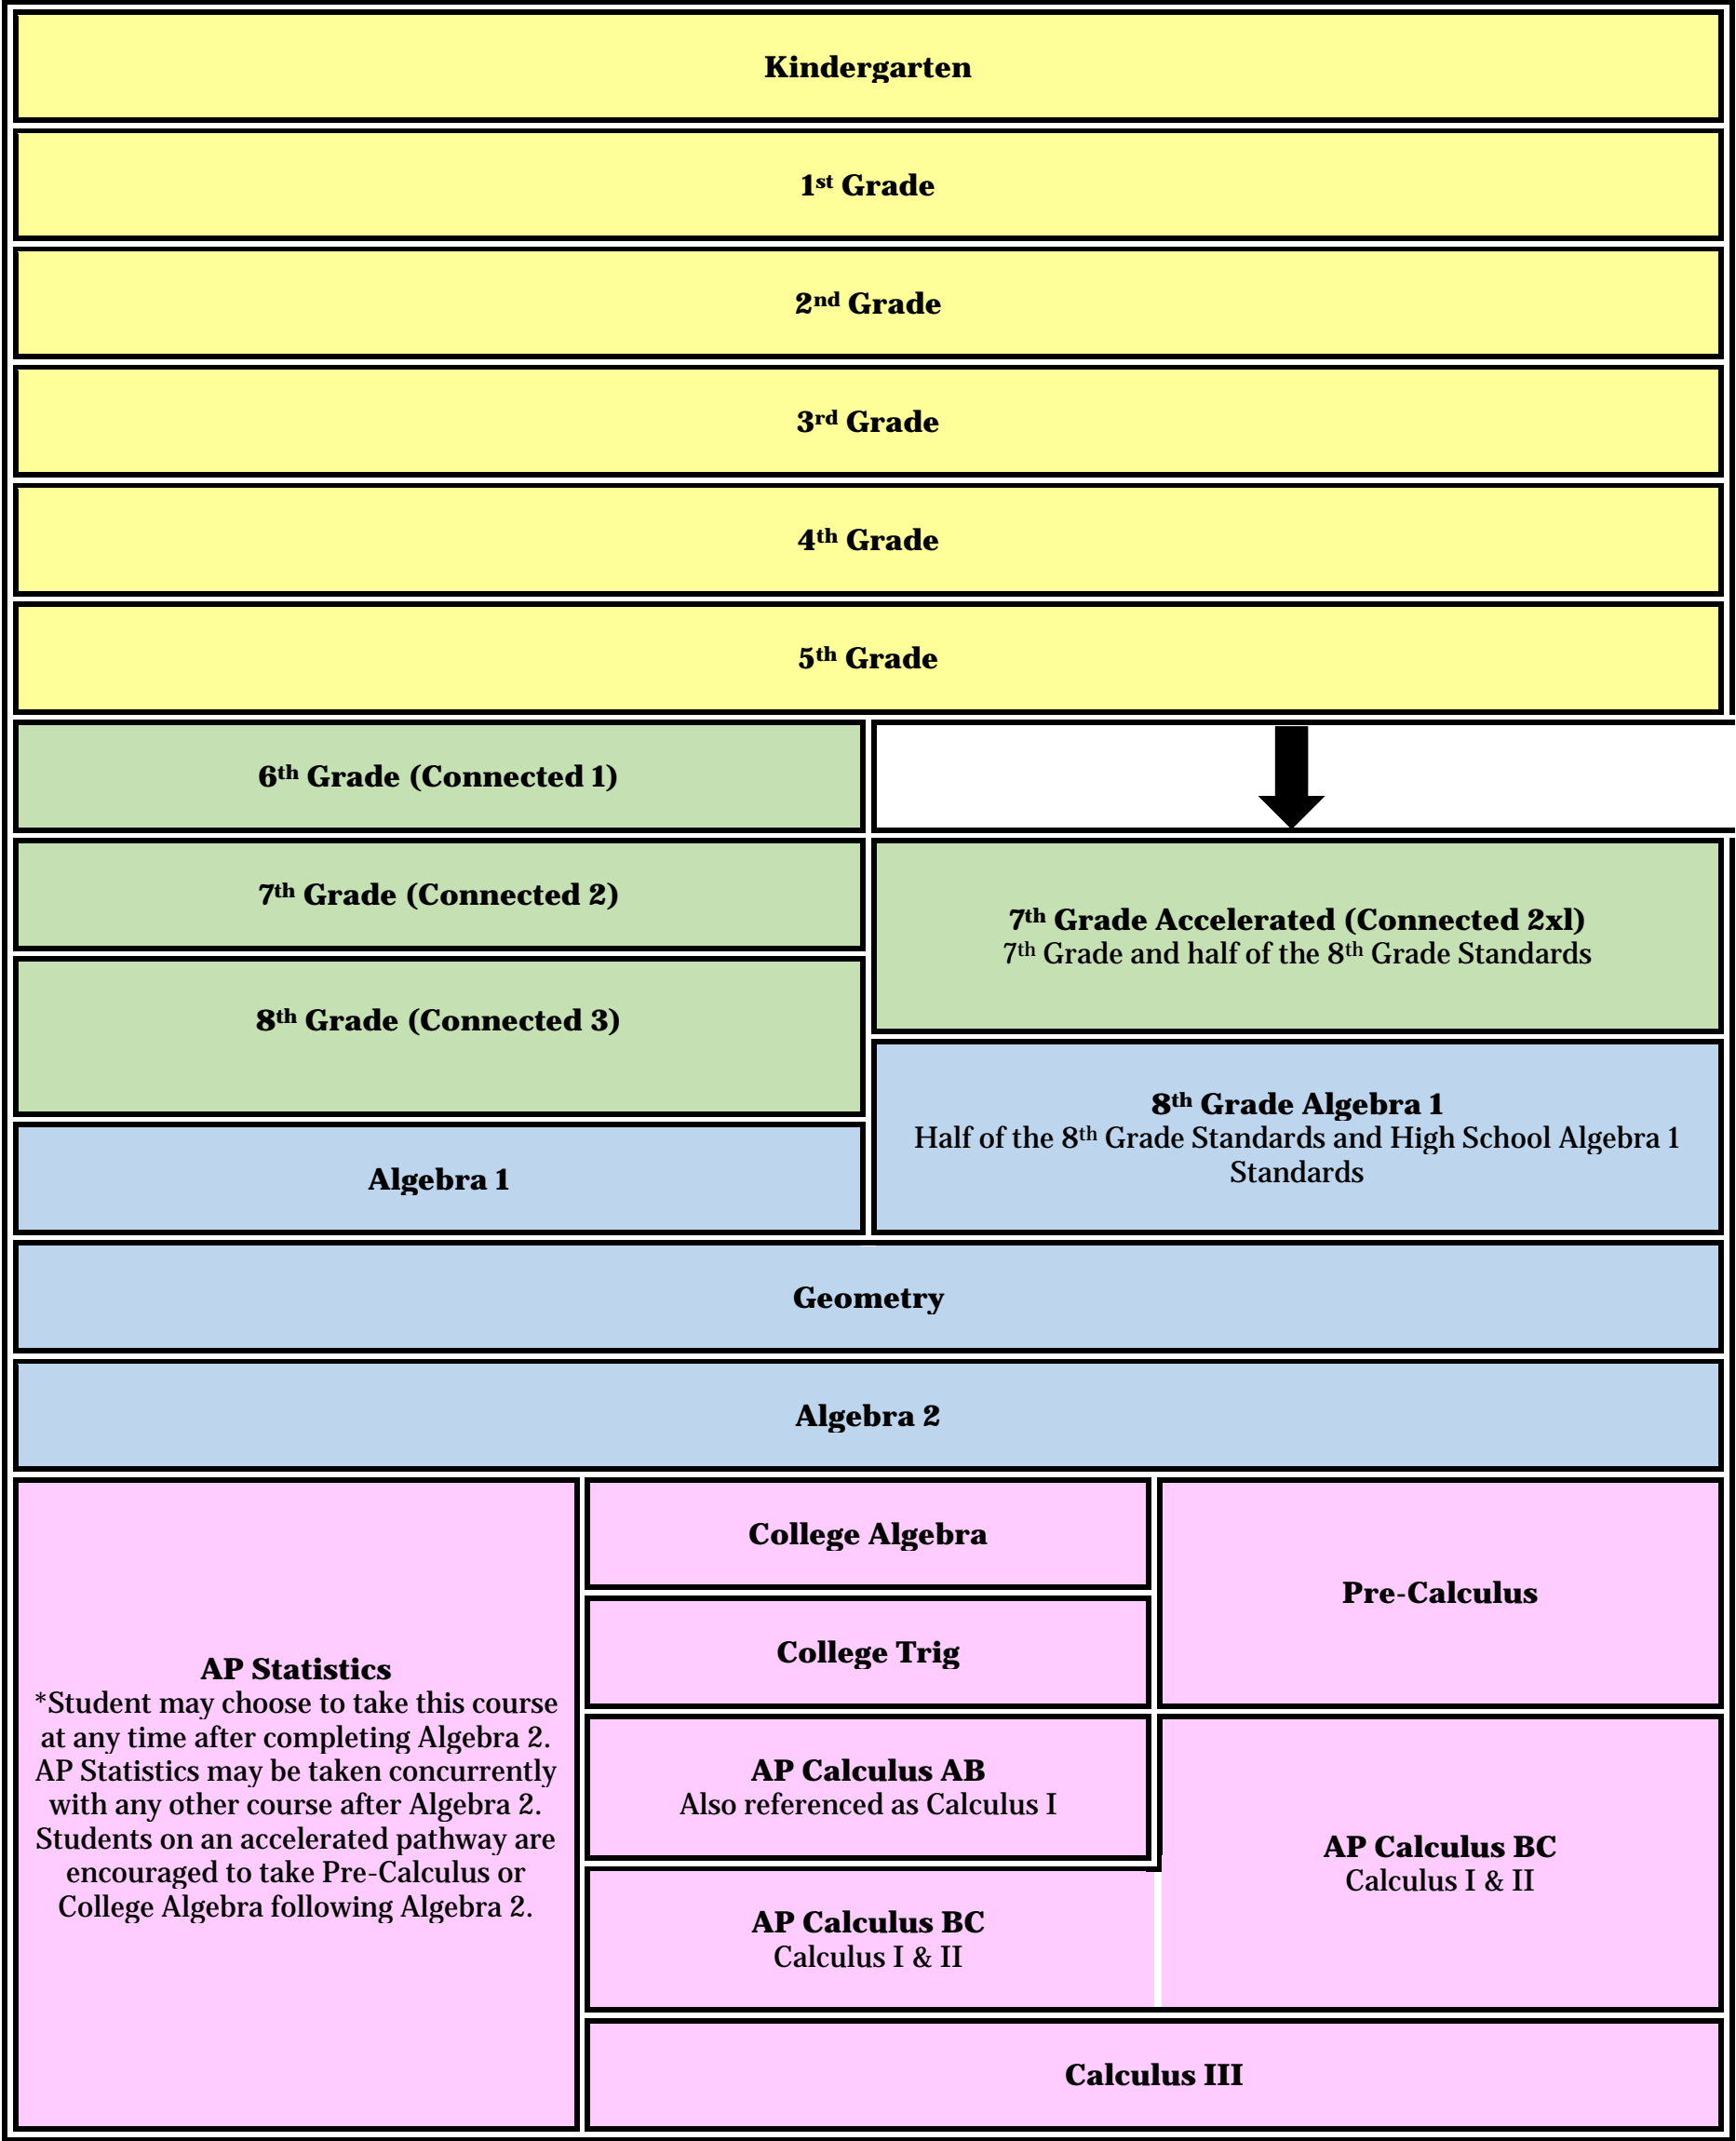 Kindergarten
1st Grade
2nd Grade
3rd Grade
4th Grade
5th Grade
6th Grade (Connected 1)
7th Grade (Connected 2)
7th Grade Accelerated (Connected 2xl)
7th Grade and half of the 8th Grade Standards
8th Grade (Connected 3)
8th Grade Algebra 1
Half of the 8th Grade Standards and High School Algebra 1
Standards
Algebra 1
Geometry
Algebra 2
AP Statistics
*Student may choose to take this course
at any time after completing Algebra 2.
AP Statistics may be taken concurrently
with any other course after Algebra 2.
Students on an accelerated pathway are
encouraged to take Pre-Calculus or
College Algebra following Algebra 2.
College Algebra
College Trig
Pre-Calculus
AP Calculus AB
Also referenced as Calculus I
AP Calculus BC
Calculus I & II
AP Calculus BC
Calculus I & II
Calculus III